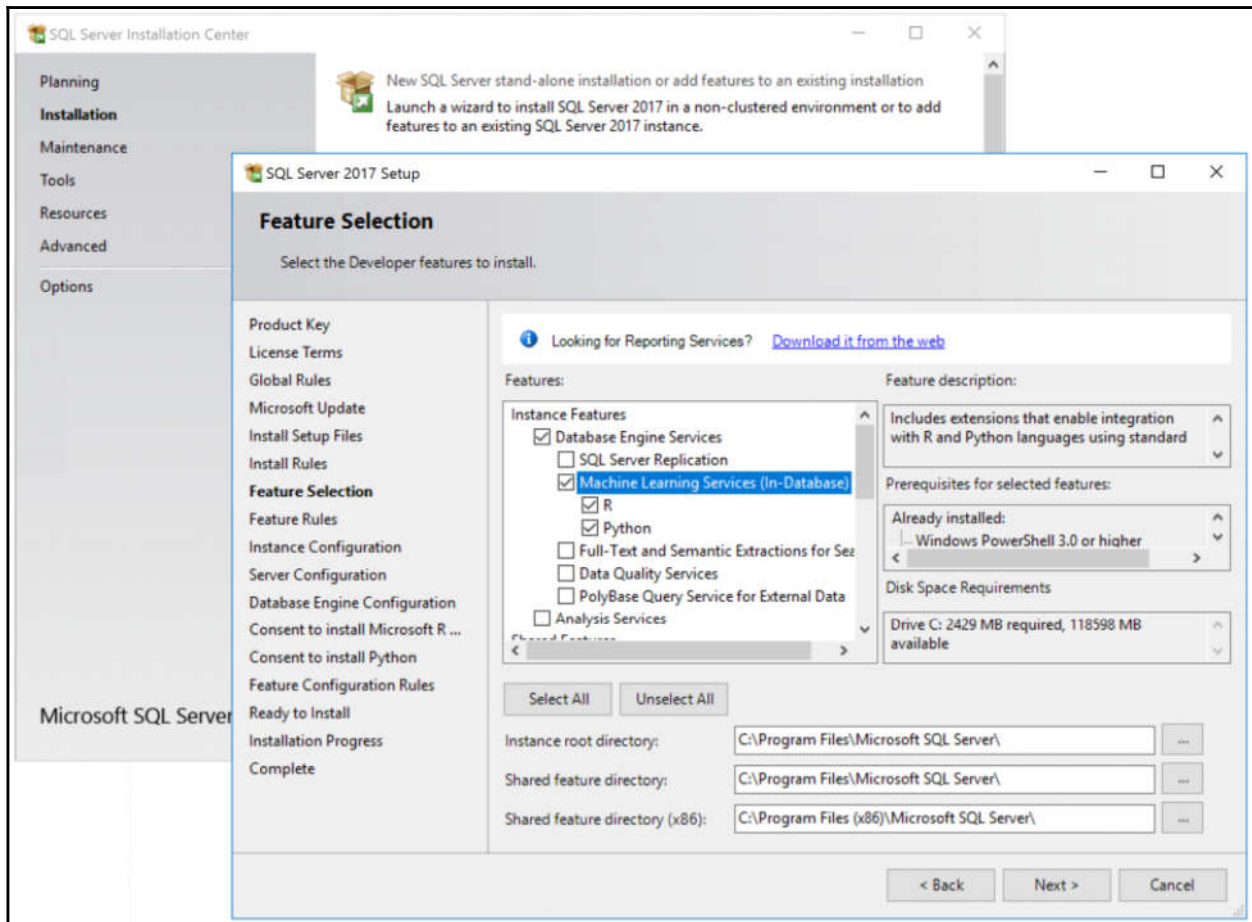 SQL Server Installation Center
Planning
Installation
Maintenance
Tools
Resources
Advanced
Options
Microsoft SQL Server
New SQL Server stand-alone installation or add features to an existing installation
Launch a wizard to install SQL Server 2017 in a non-clustered environment or to add
features to an existing SQL Server 2017 instance.
SQL Server 2017 Setup
Feature Selection
Select the Developer features to install.
Product Key
License Terms
Global Rules
Microsoft Update
Install Setup Files
Install Rules
Feature Selection
Feature Rules
Instance Configuration
Server Configuration
Database Engine Configuration
Consent to install Microsoft R ...
Consent to install Python
Feature Configuration Rules
Ready to Install
Installation Progress
Complete
Looking for Reporting Services? Download it from the web
Features:
Instance Features
Database Engine Services
SQL Server Replication
Machine Learning Services (In-Database)
R
Python
Full-Text and Semantic Extractions for Sea
Data Quality Services
PolyBase Query Service for External Data
Analysis Services
Shared Features
Feature description:
Includes extensions that enable integration
with R and Python languages using standard
Prerequisites for selected features:
Already installed:
Windows PowerShell 3.0 or higher
Disk Space Requirements
Drive C: 2429 MB required, 118598 MB
available
Select All
Unselect All
Instance root directory: C:\Program Files\Microsoft SQL Server\ ...
Shared feature directory: C:\Program Files\Microsoft SQL Server\ ...
Shared feature directory (x86): C:\Program Files (x86)\Microsoft SQL Server\ ...
< Back
Next >
Cancel